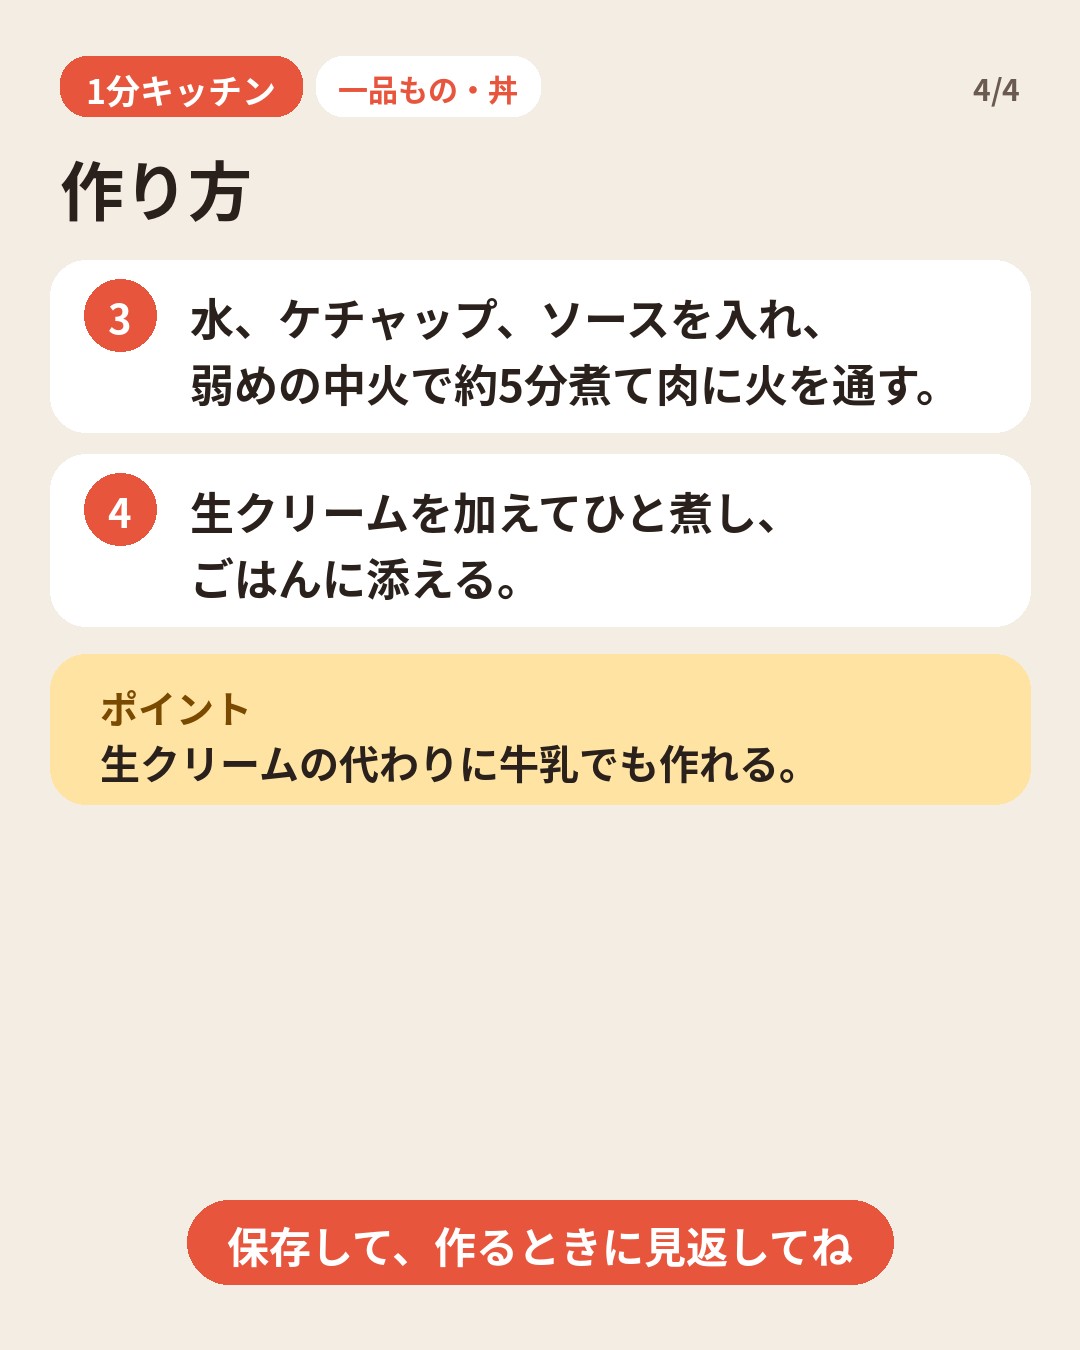 1分キッチン
一品もの・丼
4/4
作り方
3
水、ケチャップ、ソースを入れ、
弱めの中火で約5分煮て肉に火を通す。
4
生クリームを加えてひと煮し、
ごはんに添える。
ポイント
生クリームの代わりに牛乳でも作れる。
保存して、作るときに見返してね